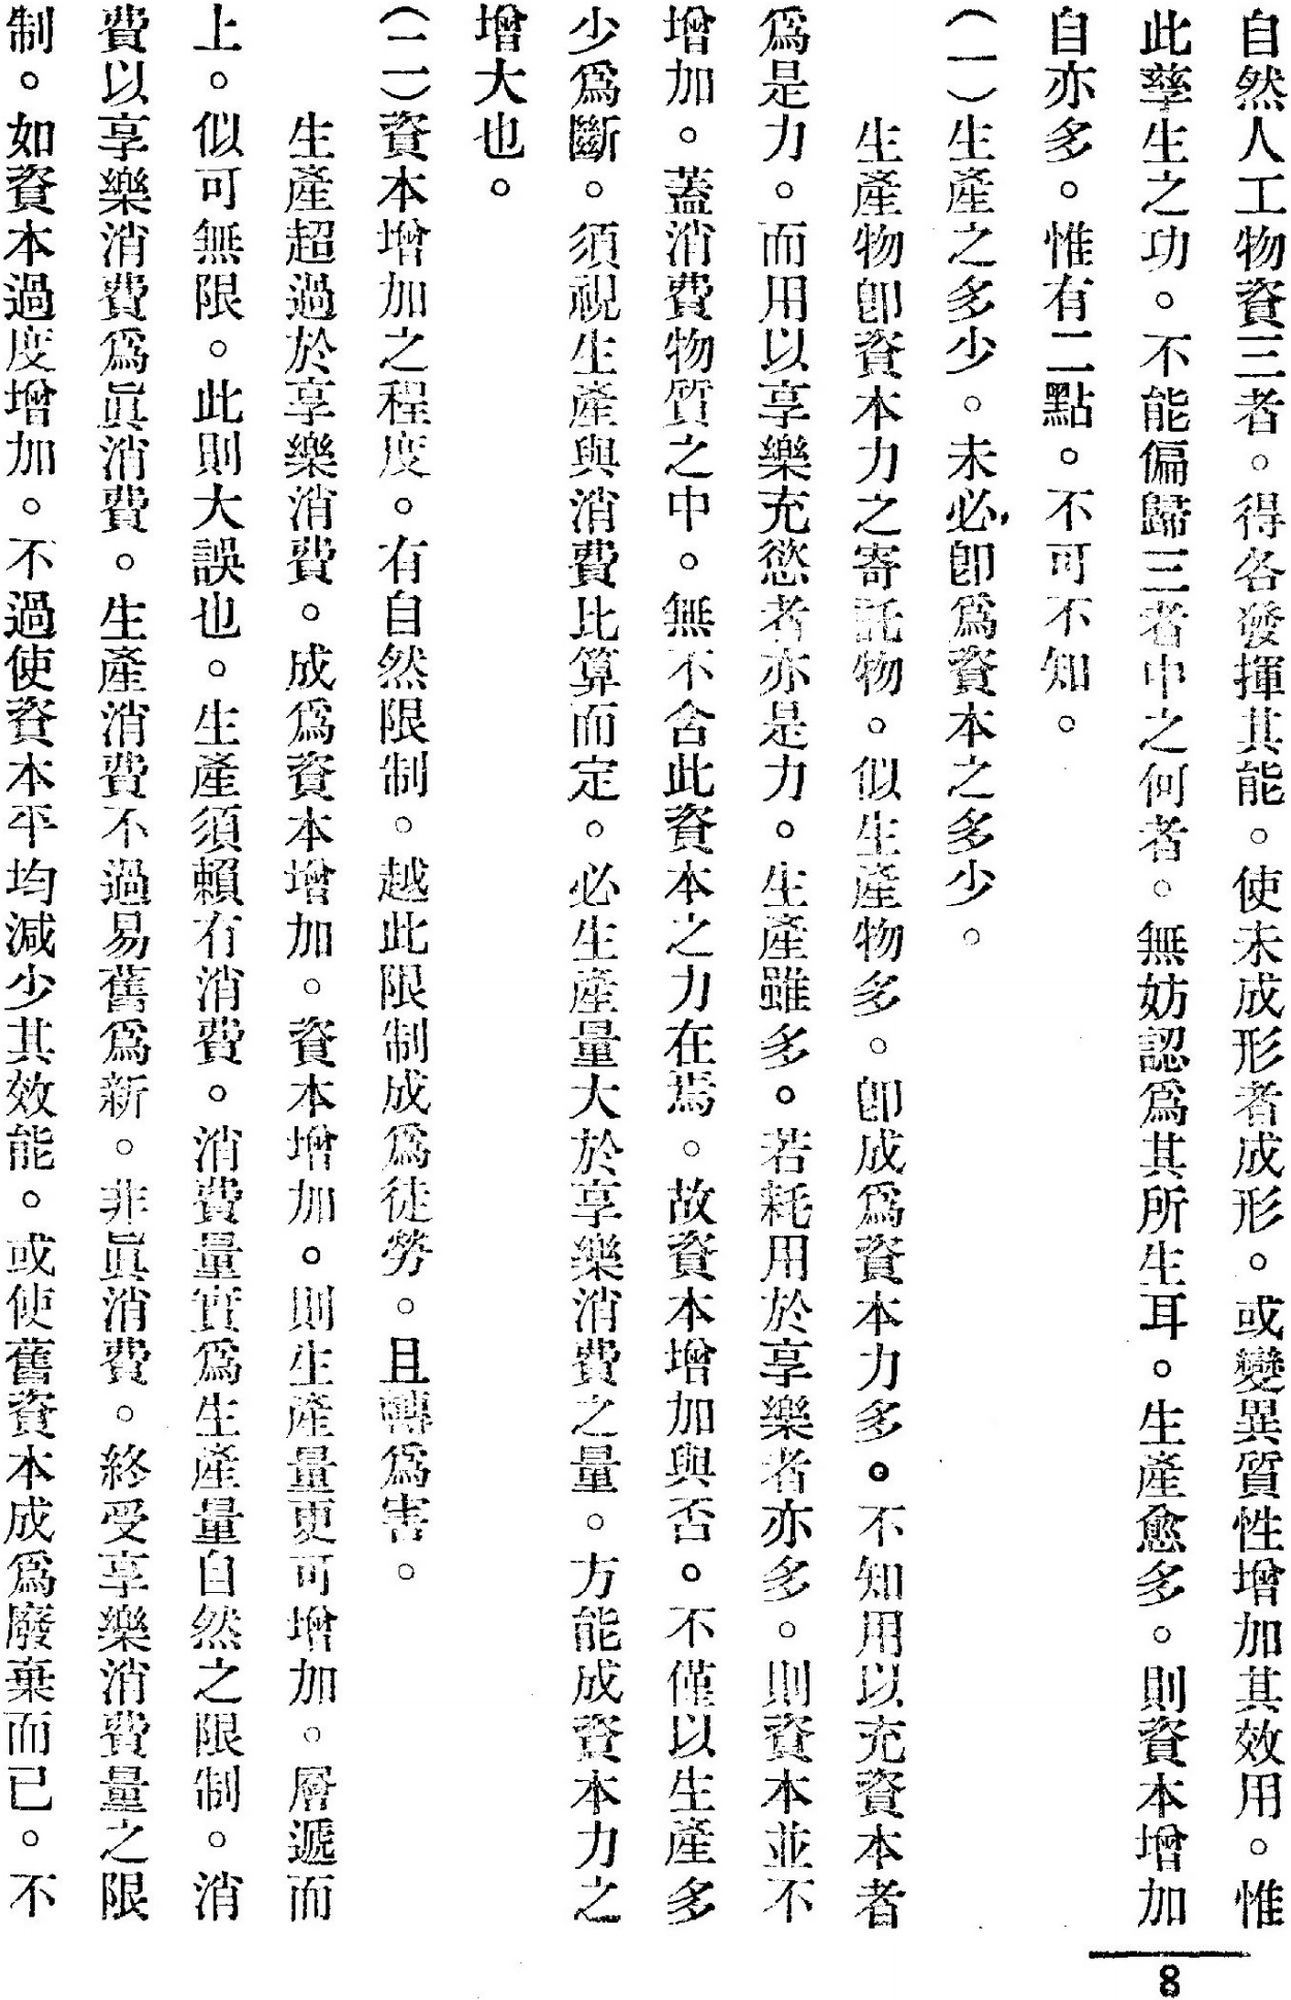 自然人工物資三者。得各發揮其能。使未成形者成形。或變異質性增加其效用。惟
此孳生之功。不能偏歸三者中之何者。無妨認爲其所生耳。生產愈多。則資本增加
自亦多。惟有二點。不可不知。
（一）生產之多少。未必卽爲資本之多少。
生產物卽資本力之寄託物。似生產物多。卽成爲資本力多。不知用以充資本者
爲是力。而用以享樂充慾者亦是力。生產雖多。若耗用於享樂者亦多。則資本並不
增加。蓋消費物質之中。無不含此資本之力在焉。故資本增加與否。不僅以生產多
少爲斷。須視生產與消費比算而定。必生產量大於享樂消費之量。方能成資本力之
增大也。
（二）資本增加之程度。有自然限制。越此限制成爲徒勞。且轉爲害。
生產超過於享樂消費。成爲資本增加。資本增加。則生產量更可增加。層遞而
上。似可無限。此則大誤也。生產須賴有消費。消費量實爲生產量自然之限制。消
費以享樂消費爲眞消費。生產消費不過易舊爲新。非眞消費。終受享樂消費量之限
制。如資本過度增加。不過使資本平均減少其效能。或使舊資本成爲廢棄而已。不
8